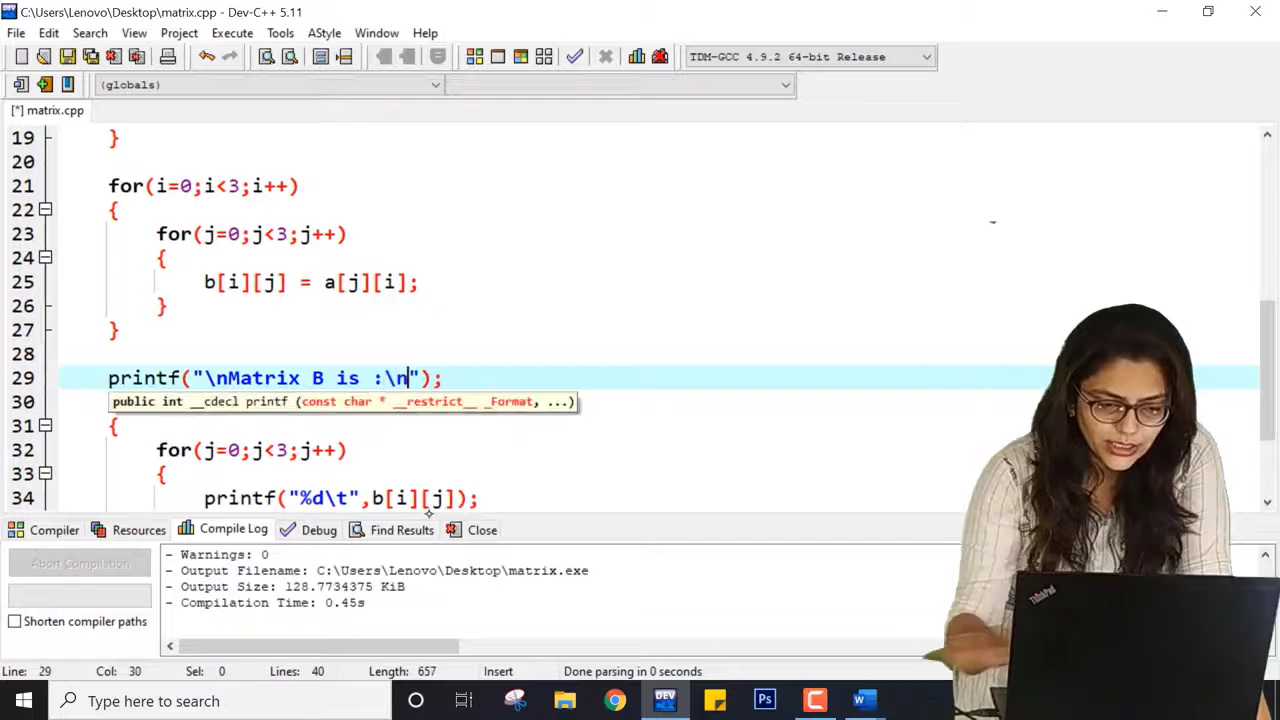 C:\Users\Lenovo\Desktop\matrix.cpp - Dev-C++ 5.11
File Edit Search View Project Execute Tools AStyle Window Help
TDM-GCC 4.9.2 64-bit Release
(globals)
[*] matrix.cpp
19 }
20
21 for(i=0;i<3;i++)
22 {
23 for(j=0;j<3;j++)
24 {
25 b[i][j] = a[j][i];
26 }
27 }
28
29 printf("\nMatrix B is :\n");
30 public int __cdecl printf (const char * __restrict__ _Format, ...)
31 {
32 for(j=0;j<3;j++)
33 {
34 printf("%d\t",b[i][j]);
Compiler Resources Compile Log Debug Find Results Close
Abort Compilation
- Warnings: 0
- Output Filename: C:\Users\Lenovo\Desktop\matrix.exe
- Output Size: 128.7734375 KiB
- Compilation Time: 0.45s
Shorten compiler paths
Line: 29 Col: 30 Sel: 0 Lines: 40 Length: 657 Insert Done parsing in 0 seconds
Type here to search
DEV
Ps
ThinkPad